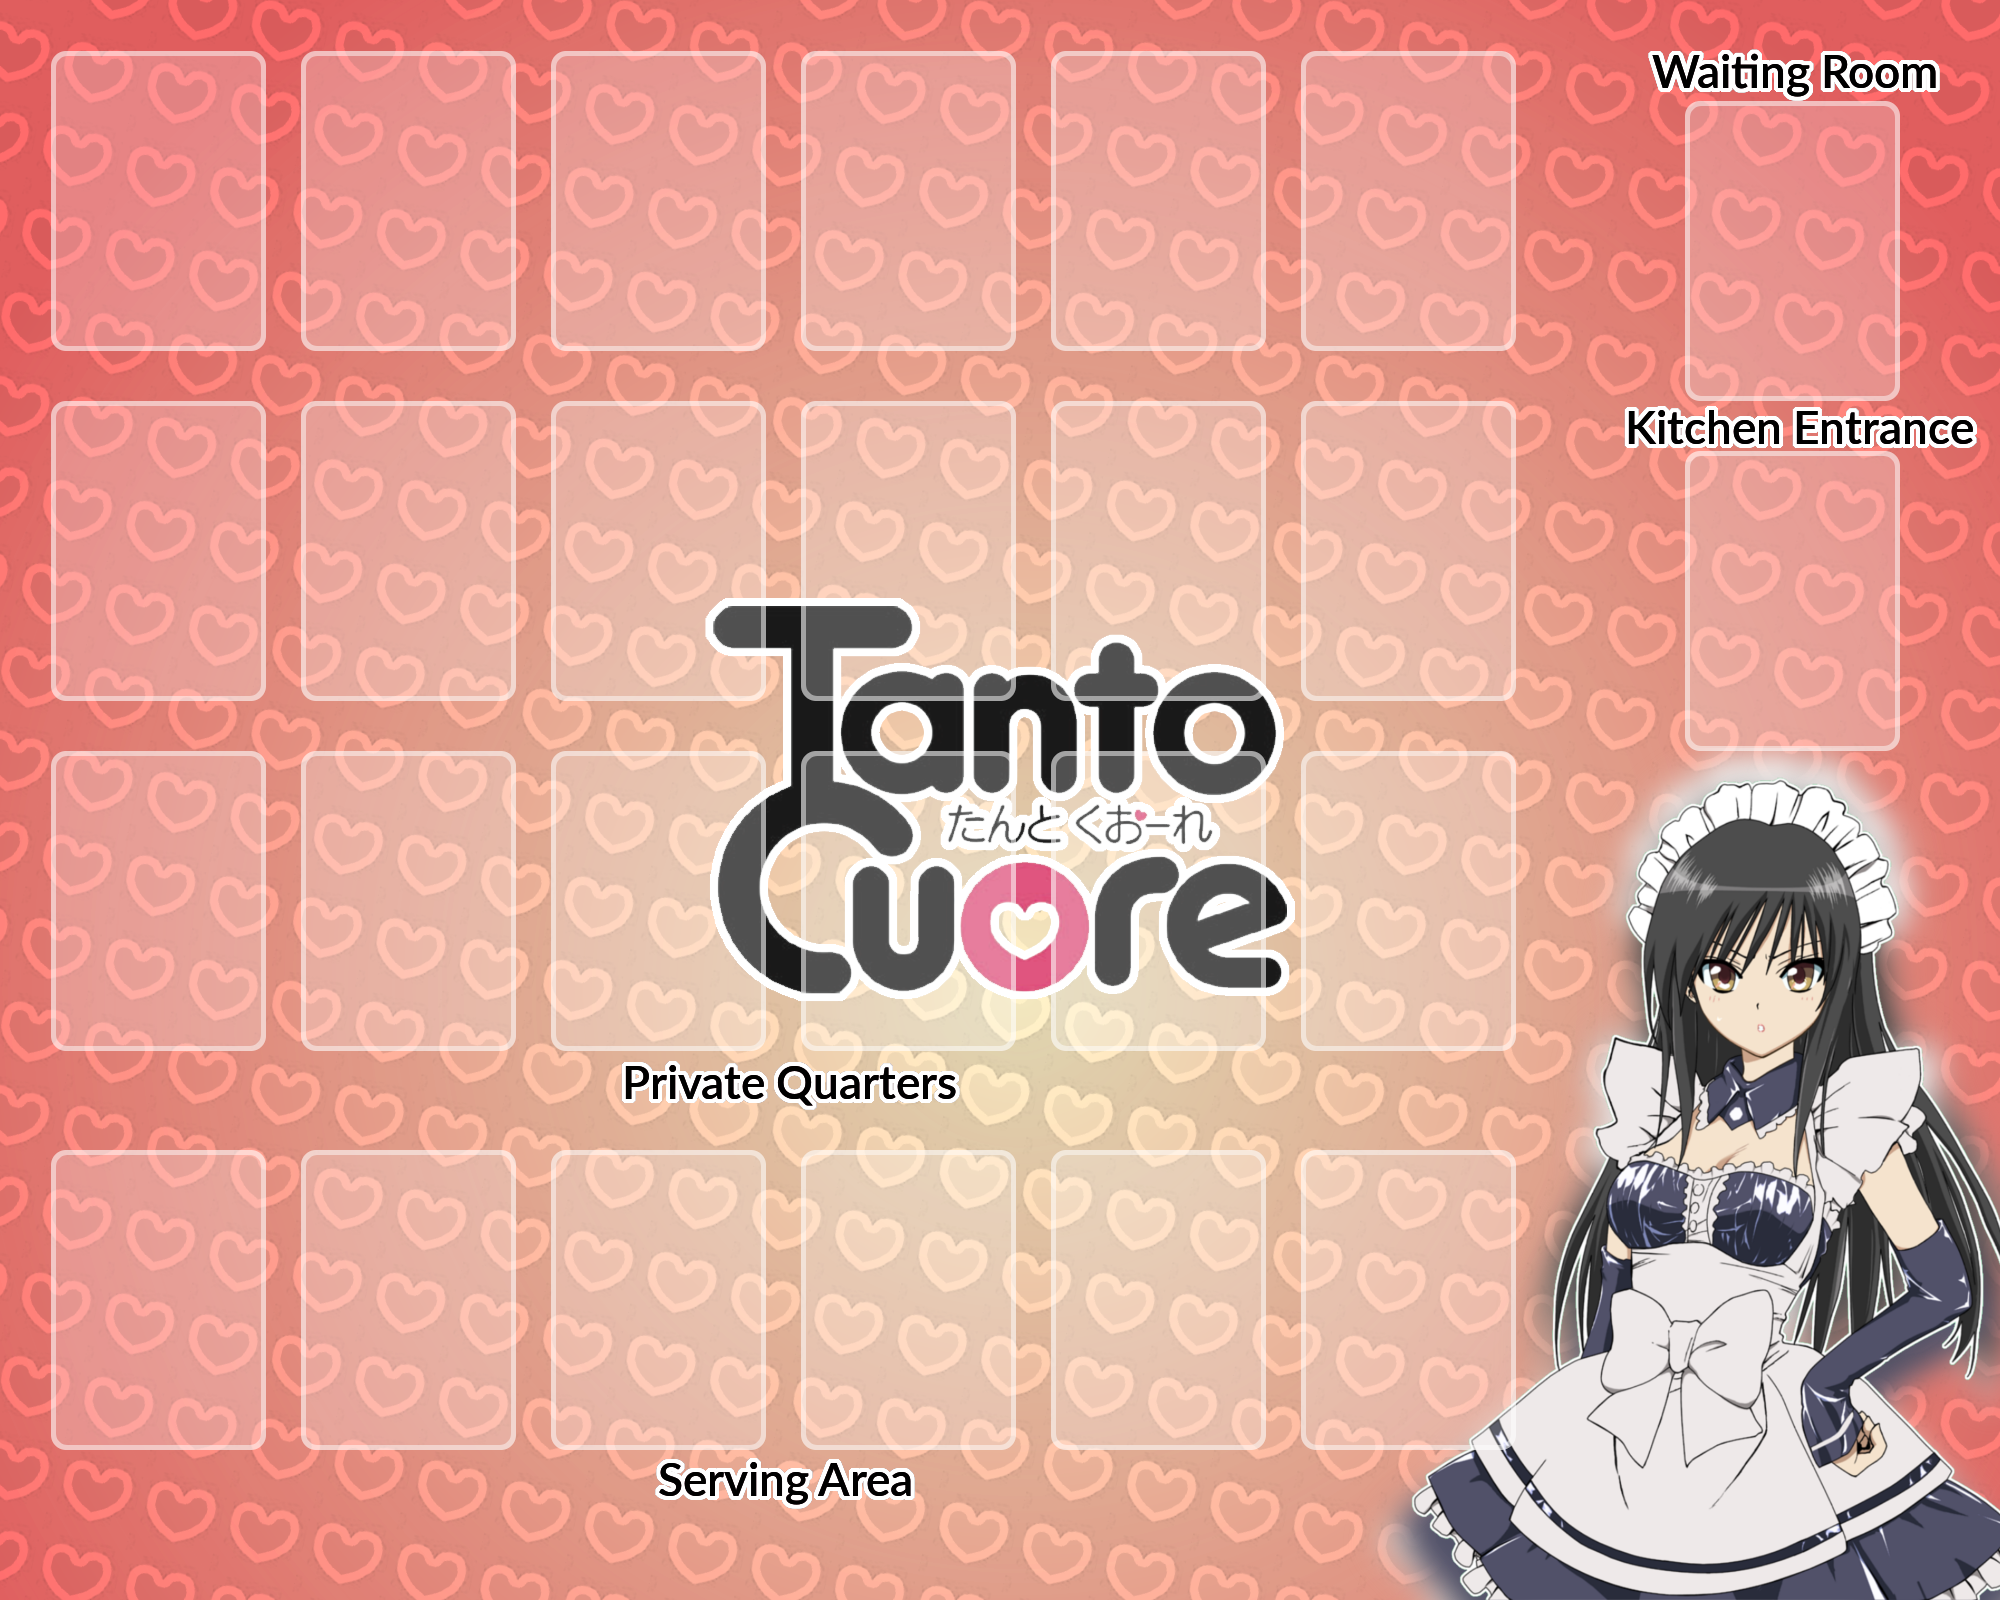 Waiting Room
Kitchen Entrance
Tanto
たんとくおーれ
Cuore
Private Quarters
Serving Area